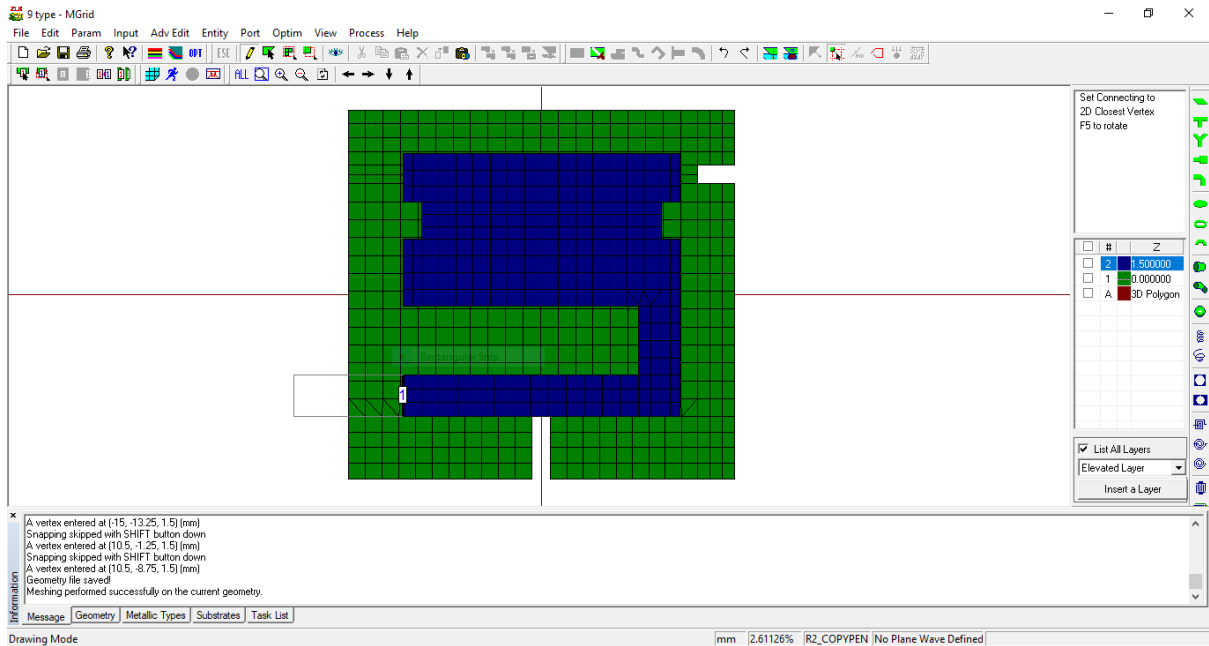 9 type - MGrid
File Edit Param Input Adv Edit Entity Port Optim View Process Help
OPT ESC
ALL
Set Connecting to
2D Closest Vertex
F5 to rotate
# Z
2 1.500000
1 0.000000
A 3D Polygon
Rectangular Snip
1
List All Layers
Elevated Layer
Insert a Layer
A vertex entered at (-15, -13.25, 1.5) (mm)
Snapping skipped with SHIFT button down
A vertex entered at (10.5, -1.25, 1.5) (mm)
Snapping skipped with SHIFT button down
A vertex entered at (10.5, -8.75, 1.5) (mm)
Geometry file saved!
Meshing performed successfully on the current geometry.
Information
Message Geometry Metallic Types Substrates Task List
Drawing Mode mm 2.61126% R2_COPYPEN No Plane Wave Defined